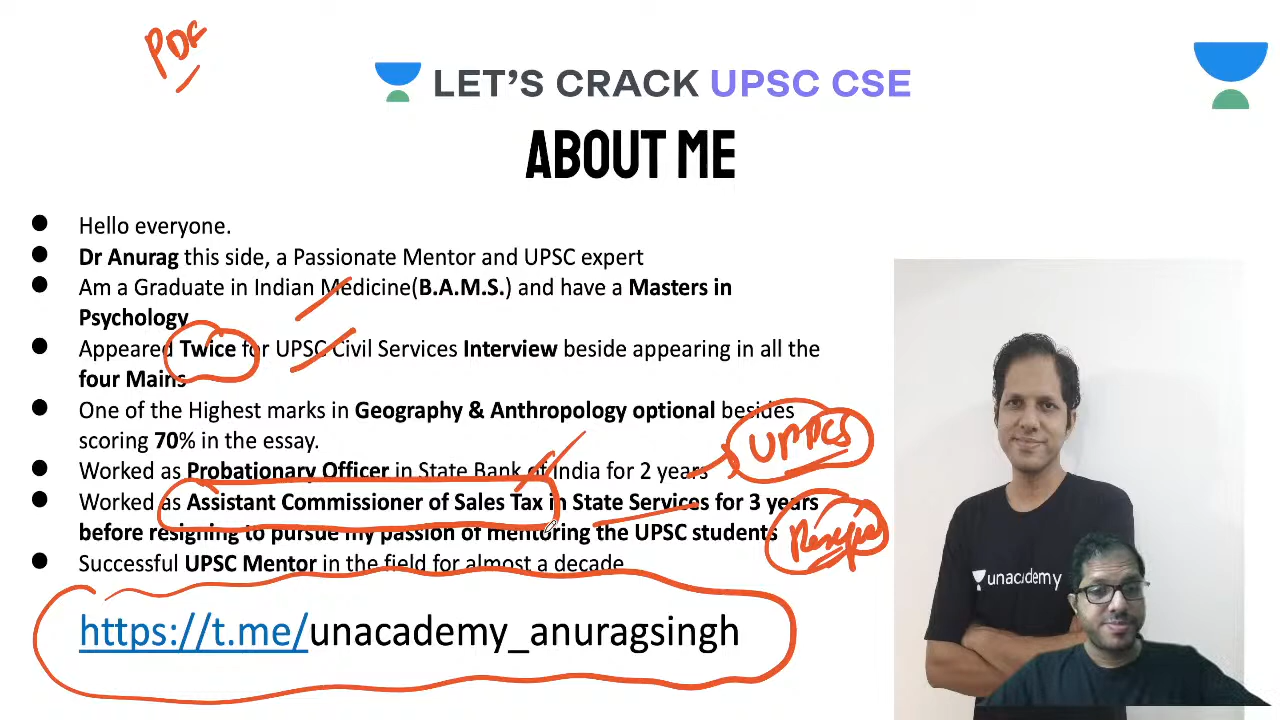 PDF
LET'S CRACK UPSC CSE
ABOUT ME
● Hello everyone.
● Dr Anurag this side, a Passionate Mentor and UPSC expert
● Am a Graduate in Indian Medicine(B.A.M.S.) and have a Masters in
Psychology
● Appeared Twice for UPSC Civil Services Interview beside appearing in all the
four Mains
● One of the Highest marks in Geography & Anthropology optional besides
scoring 70% in the essay.
● Worked as Probationary Officer in State Bank of India for 2 years
UPPCS
● Worked as Assistant Commissioner of Sales Tax in State Services for 3 years
before resigning to pursue my passion of mentoring the UPSC students
● Successful UPSC Mentor in the field for almost a decade
https://t.me/unacademy_anuragsingh
unacademy